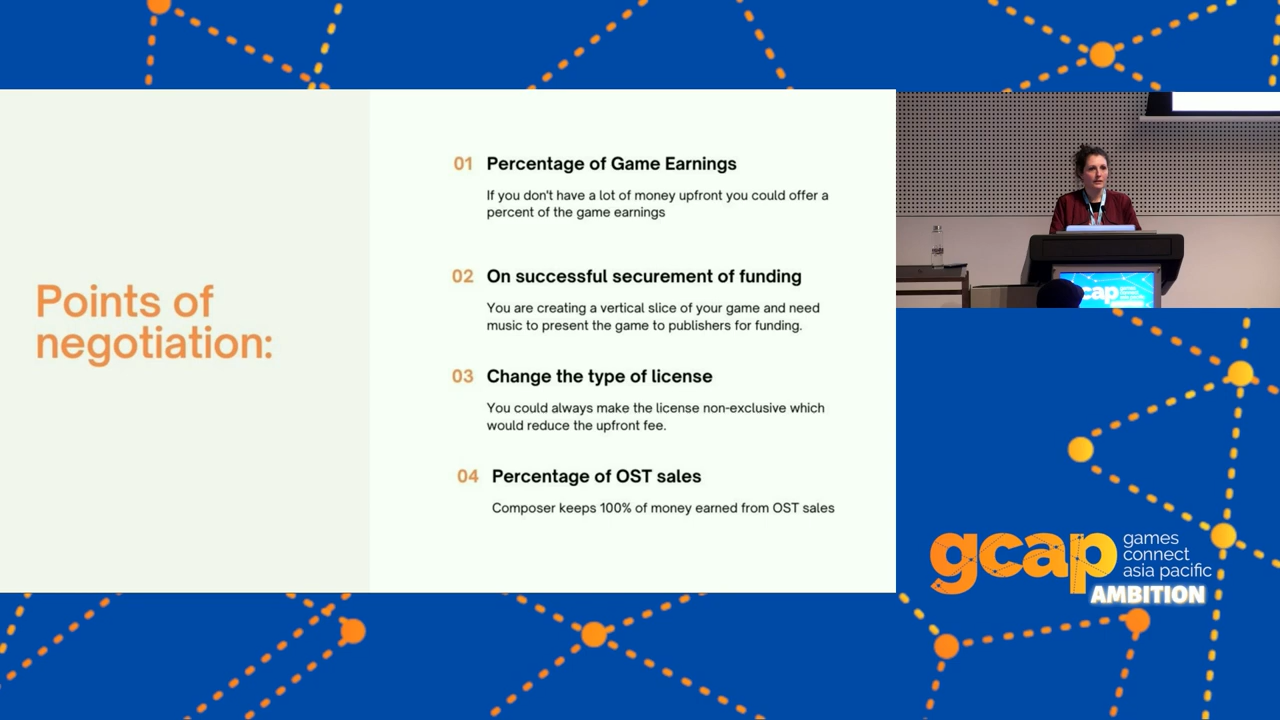 Points of
negotiation:
01 Percentage of Game Earnings
If you don't have a lot of money upfront you could offer a
percent of the game earnings
02 On successful securement of funding
You are creating a vertical slice of your game and need
music to present the game to publishers for funding.
03 Change the type of license
You could always make the license non-exclusive which
would reduce the upfront fee.
04 Percentage of OST sales
Composer keeps 100% of money earned from OST sales
gcap
gcap games
connect
asia pacific
AMBITION